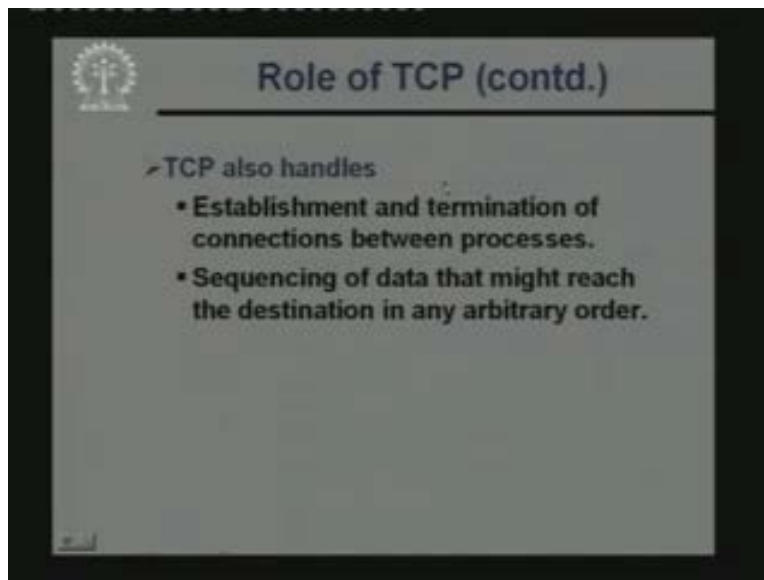 Role of TCP (contd.)
TCP also handles
▪ Establishment and termination of
connections between processes.
▪ Sequencing of data that might reach
the destination in any arbitrary order.